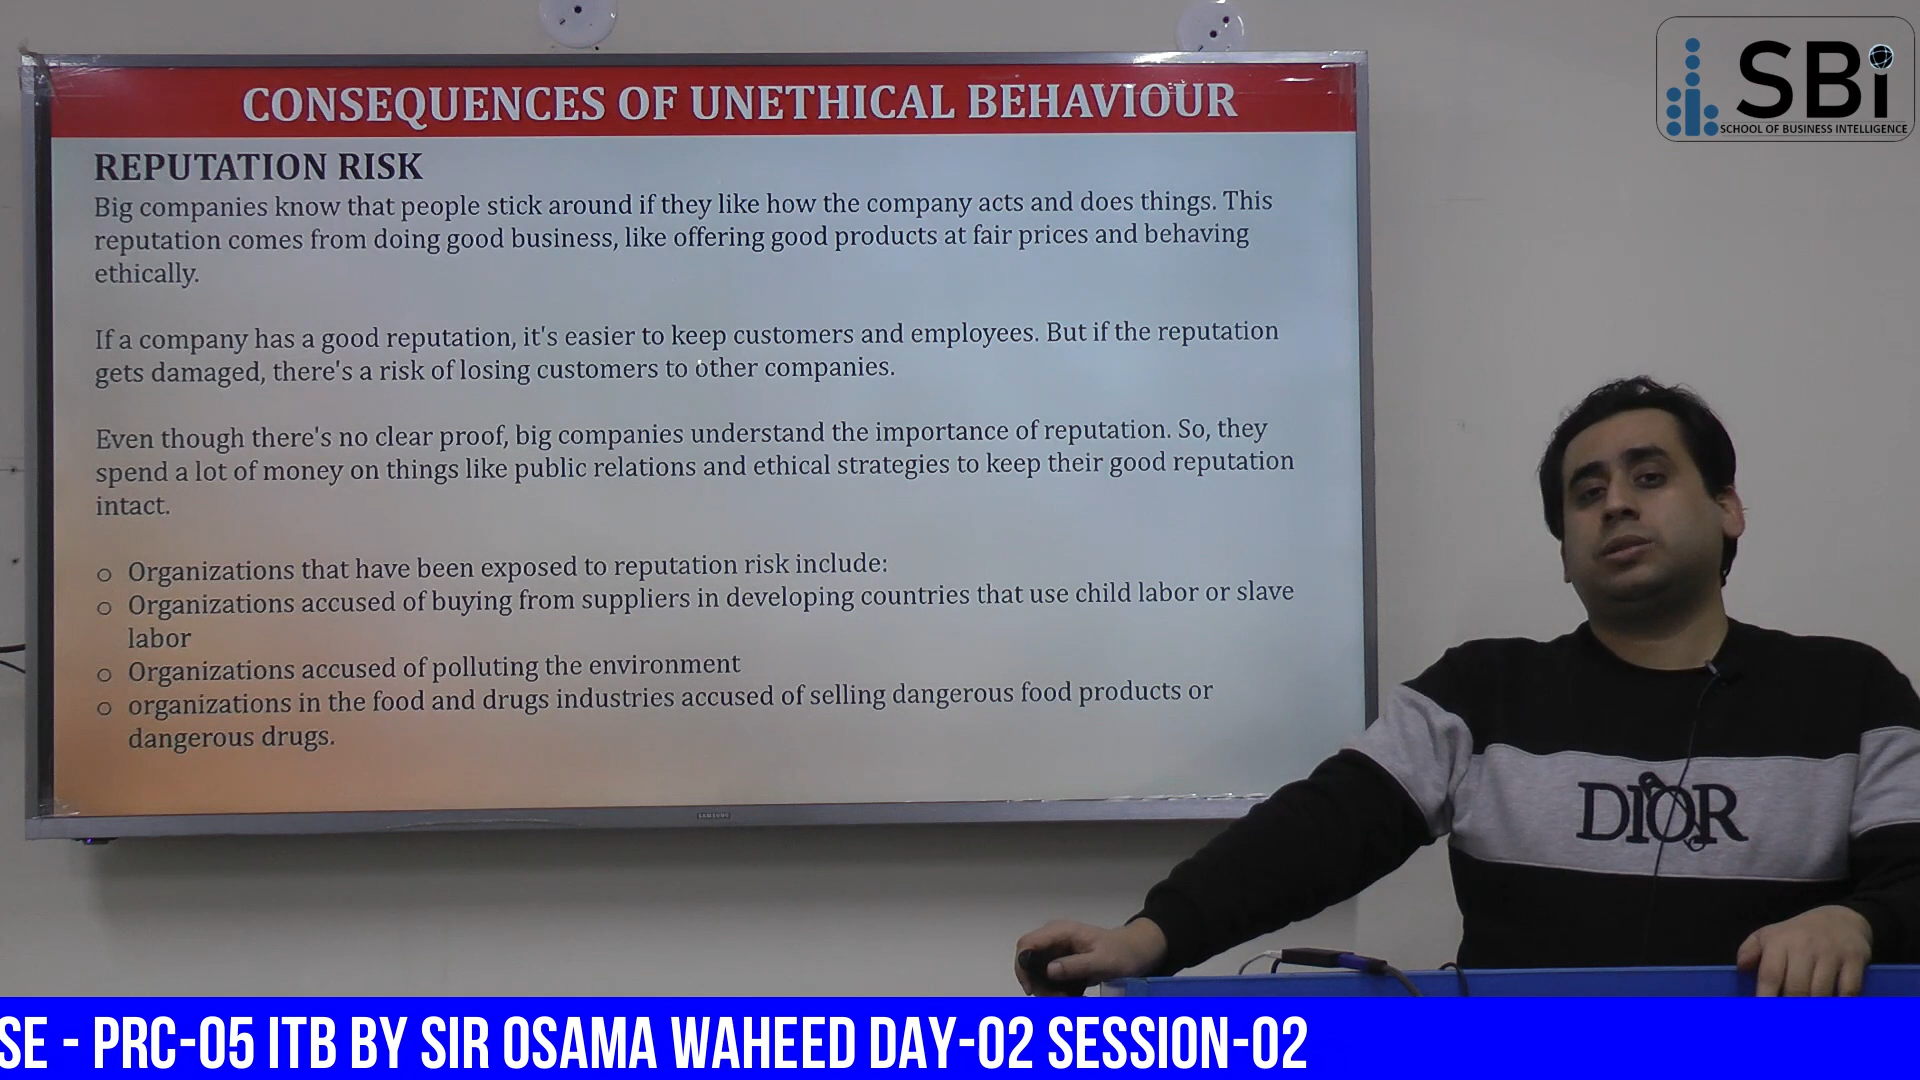 CONSEQUENCES OF UNETHICAL BEHAVIOUR
REPUTATION RISK
Big companies know that people stick around if they like how the company acts and does things. This
reputation comes from doing good business, like offering good products at fair prices and behaving
ethically.
If a company has a good reputation, it's easier to keep customers and employees. But if the reputation
gets damaged, there's a risk of losing customers to other companies.
Even though there's no clear proof, big companies understand the importance of reputation. So, they
spend a lot of money on things like public relations and ethical strategies to keep their good reputation
intact.
o Organizations that have been exposed to reputation risk include:
o Organizations accused of buying from suppliers in developing countries that use child labor or slave
labor
o Organizations accused of polluting the environment
o organizations in the food and drugs industries accused of selling dangerous food products or
dangerous drugs.
SAMSUNG
SBi
SCHOOL OF BUSINESS INTELLIGENCE
DIOR
SE - PRC-05 ITB BY SIR OSAMA WAHEED DAY-02 SESSION-02